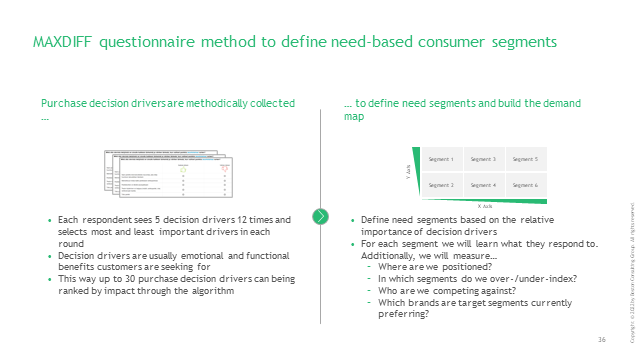 MAXDIFF questionnaire method to define need-based consumer segments
Purchase decision drivers are methodically collected
...
• Each respondent sees 5 decision drivers 12 times and
selects most and least important drivers in each
round
• Decision drivers are usually emotional and functional
benefits customers are seeking for
• This way up to 30 purchase decision drivers can being
ranked by impact through the algorithm
... to define need segments and build the demand
map
Y Axis
Segment 1 Segment 3 Segment 5
Segment 2 Segment 4 Segment 6
X Axis
• Define need segments based on the relative
importance of decision drivers
• For each segment we will learn what they respond to.
Additionally, we will measure...
– Where are we positioned?
– In which segments do we over-/under-index?
– Who are we competing against?
– Which brands are target segments currently
preferring?
36
Copyright © 2023 by Boston Consulting Group. All rights reserved.